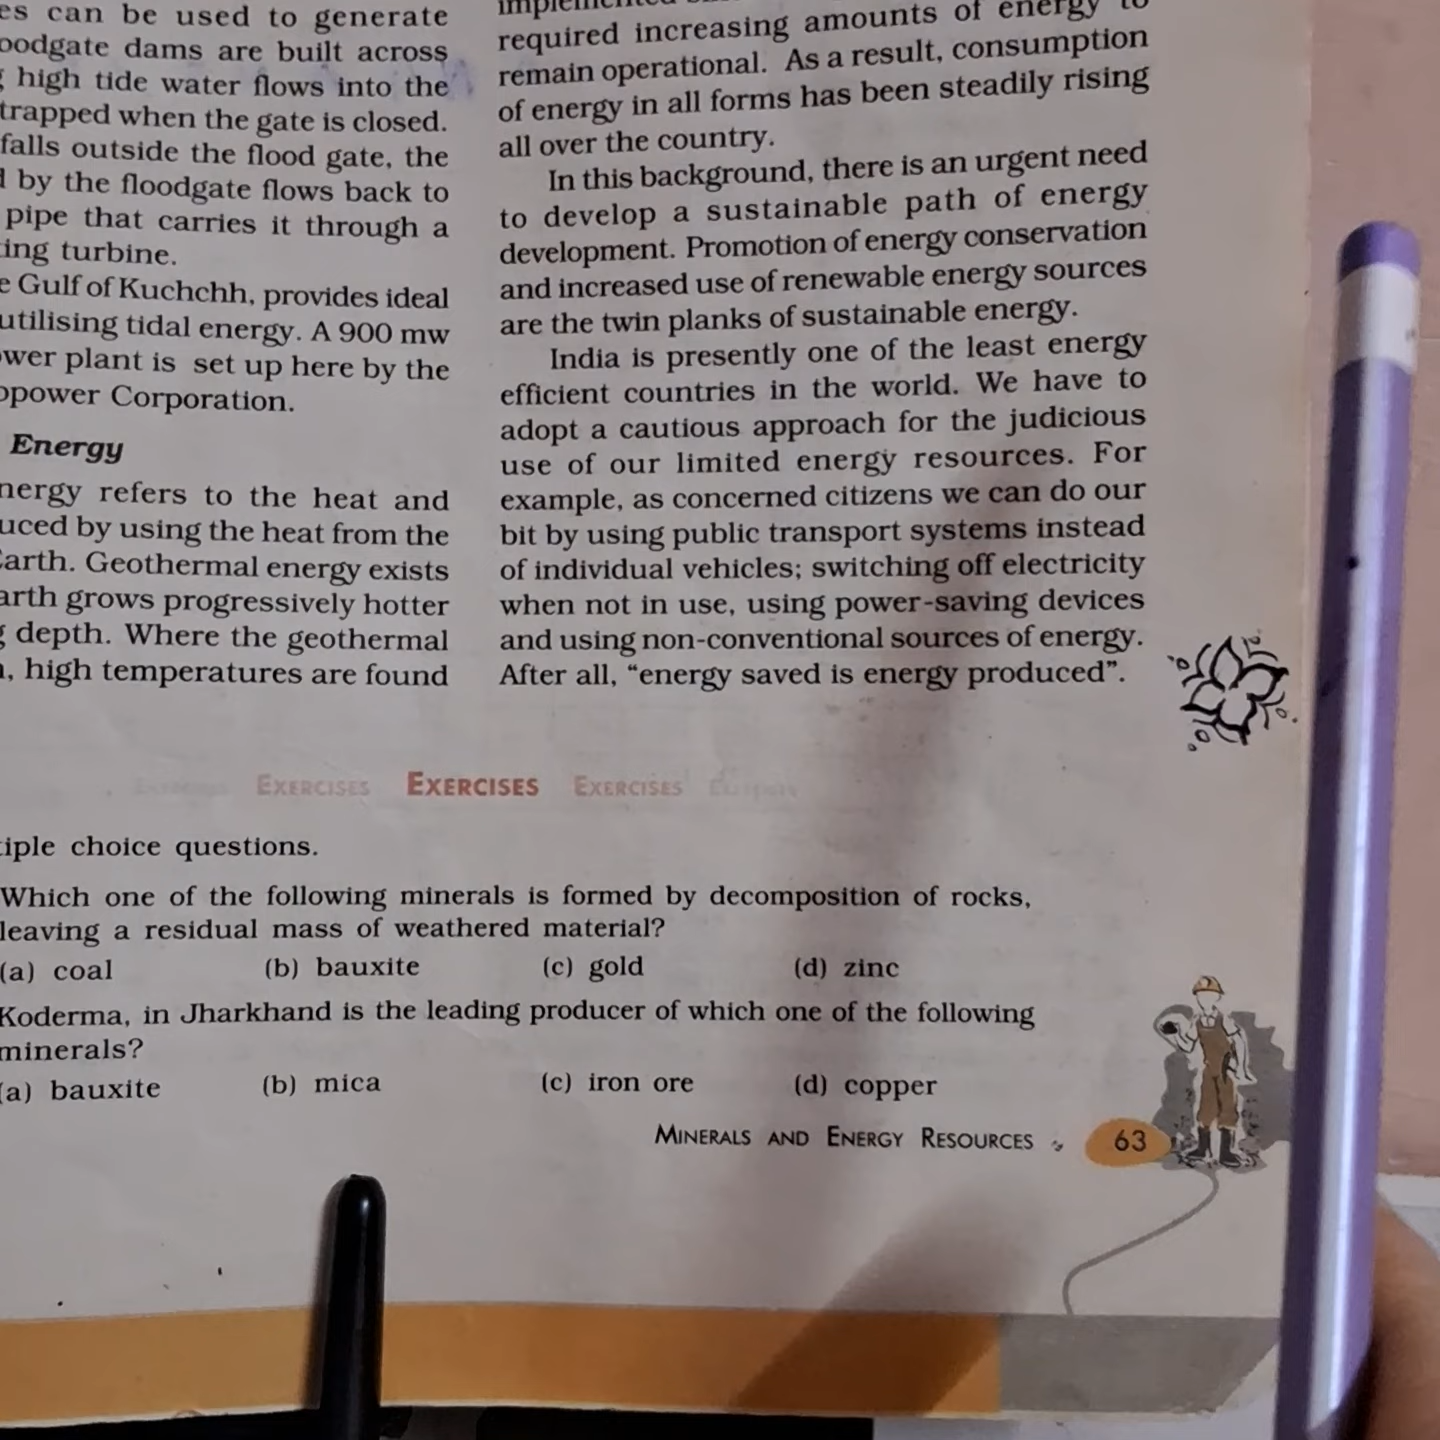 can be used to generate
dams are built across
high tide water flows into the
trapped when the gate is closed.
falls outside the flood gate, the
by the floodgate flows back to
pipe that carries it through a
turbine.
Gulf of Kuchchh, provides ideal
utilising tidal energy. A 900 mw
plant is set up here by the
Corporation.
Energy
refers to the heat and
by using the heat from the
Geothermal energy exists
grows progressively hotter
depth. Where the geothermal
high temperatures are found
required increasing amounts of energy to
remain operational. As a result, consumption
of energy in all forms has been steadily rising
all over the country.
In this background, there is an urgent need
to develop a sustainable path of energy
development. Promotion of energy conservation
and increased use of renewable energy sources
are the twin planks of sustainable energy.
India is presently one of the least energy
efficient countries in the world. We have to
adopt a cautious approach for the judicious
use of our limited energy resources. For
example, as concerned citizens we can do our
bit by using public transport systems instead
of individual vehicles; switching off electricity
when not in use, using power-saving devices
and using non-conventional sources of energy.
After all, “energy saved is energy produced”.
EXERCISES EXERCISES EXERCISES
choice questions.
Which one of the following minerals is formed by decomposition of rocks,
leaving a residual mass of weathered material?
(a) coal (b) bauxite (c) gold (d) zinc
Koderma, in Jharkhand is the leading producer of which one of the following
minerals?
(a) bauxite (b) mica (c) iron ore (d) copper
MINERALS AND ENERGY RESOURCES 63